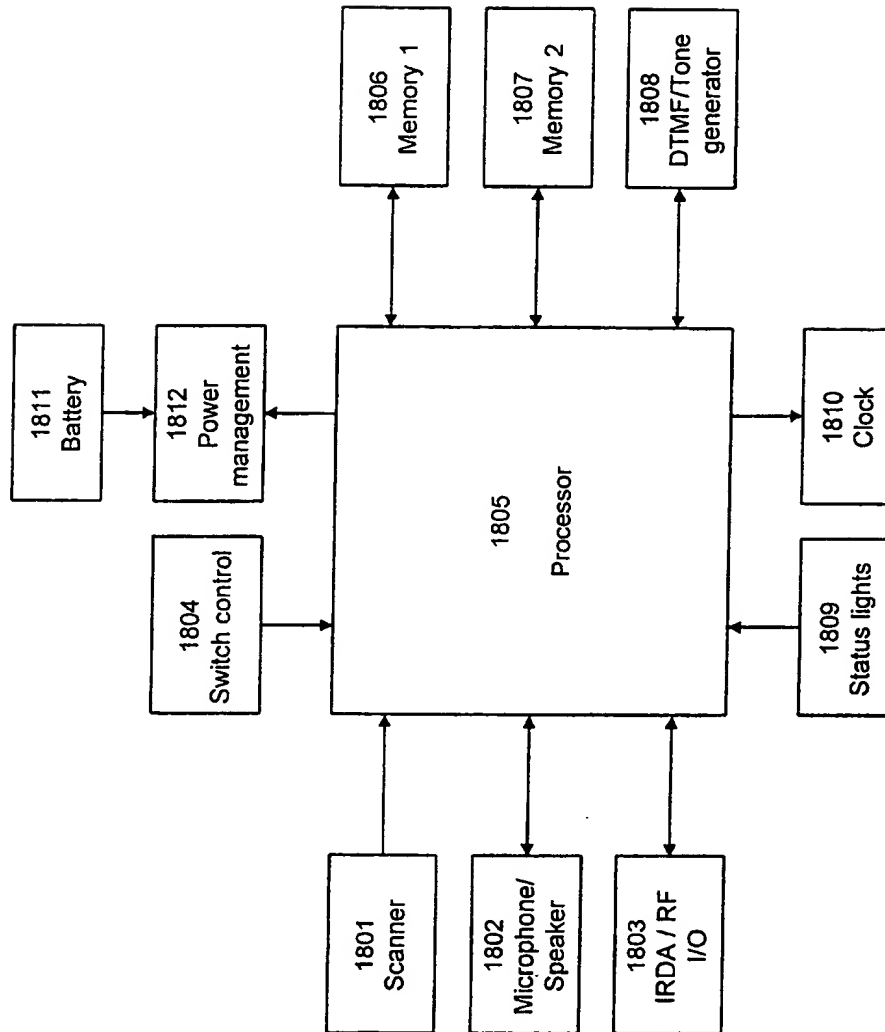 1811
Battery
1804
Switch control
1812
Power
management
1801
Scanner
1806
Memory 1
1805
Processor
1802
Microphone/
Speaker
1807
Memory 2
1803
IRDA / RF
I/O
1808
DTMF/Tone
generator
1809
Status lights
1810
Clock